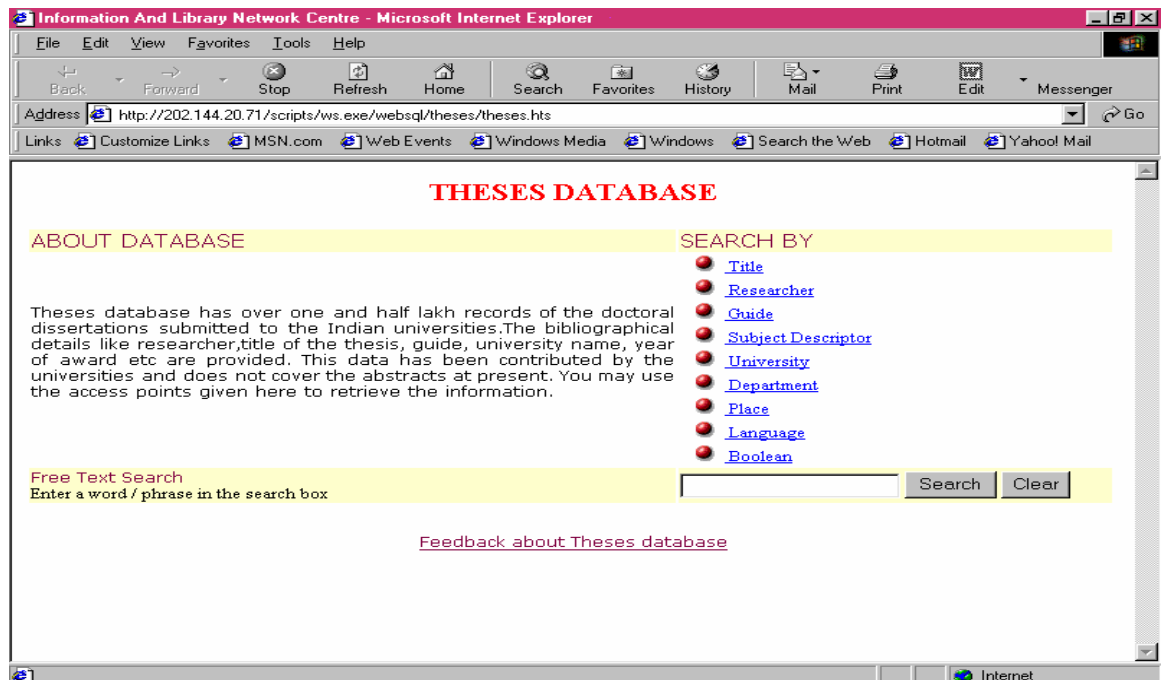 Information And Library Network Centre - Microsoft Internet Explorer
File Edit View Favorites Tools Help
Back Forward Stop Refresh Home Search Favorites History Mail Print Edit Messenger
Address http://202.144.20.71/scripts/ws.exe/websql/theses/theses.hts Go
Links Customize Links MSN.com Web Events Windows Media Windows Search the Web Hotmail Yahoo! Mail
THESES DATABASE
ABOUT DATABASE
Theses database has over one and half lakh records of the doctoral
dissertations submitted to the Indian universities.The bibliographical
details like researcher,title of the thesis, guide, university name, year
of award etc are provided. This data has been contributed by the
universities and does not cover the abstracts at present. You may use
the access points given here to retrieve the information.
SEARCH BY
Title
Researcher
Guide
Subject Descriptor
University
Department
Place
Language
Boolean
Free Text Search
Enter a word / phrase in the search box
Search Clear
Feedback about Theses database
Internet